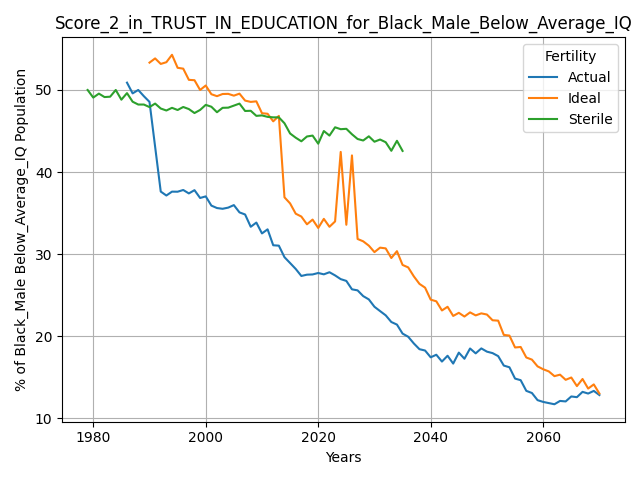 Score_2_in_TRUST_IN_EDUCATION_for_Black_Male_Below_Average_IQ
% of Black_Male Below_Average_IQ Population
50
40
30
20
10
Fertility
Actual
Ideal
Sterile
1980
2000
2020
2040
2060
Years